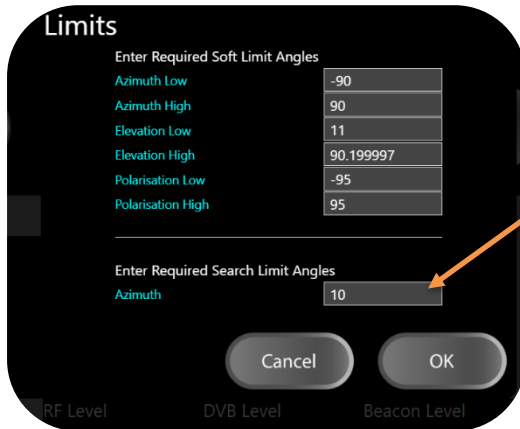 Limits
Enter Required Soft Limit Angles
Azimuth Low -90
Azimuth High 90
Elevation Low 11
Elevation High 90.199997
Polarisation Low -95
Polarisation High 95
Enter Required Search Limit Angles
Azimuth 10
Cancel OK
RF Level DVB Level Beacon Level